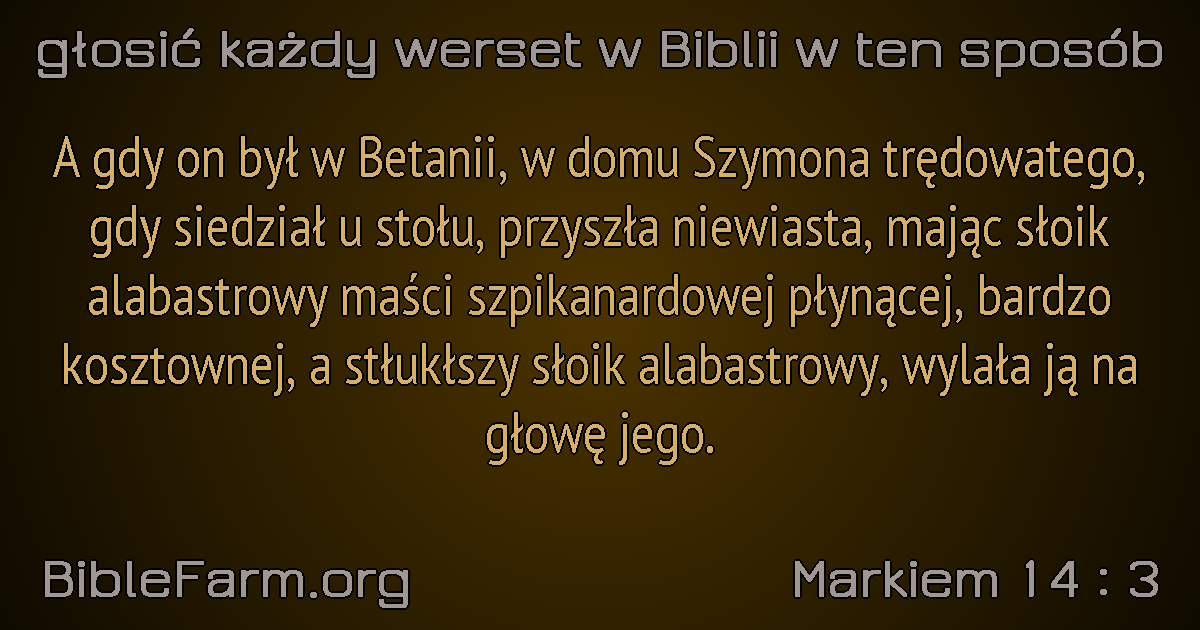 głosić każdy werset w Biblii w ten sposób
A gdy on był w Betanii, w domu Szymona trędowatego,
gdy siedział u stołu, przyszła niewiasta, mając słoik
alabastrowy maści szpikanardowej płynącej, bardzo
kosztownej, a stłukłszy słoik alabastrowy, wylała ją na
głowę jego.
BibleFarm.org
Markiem 14 : 3